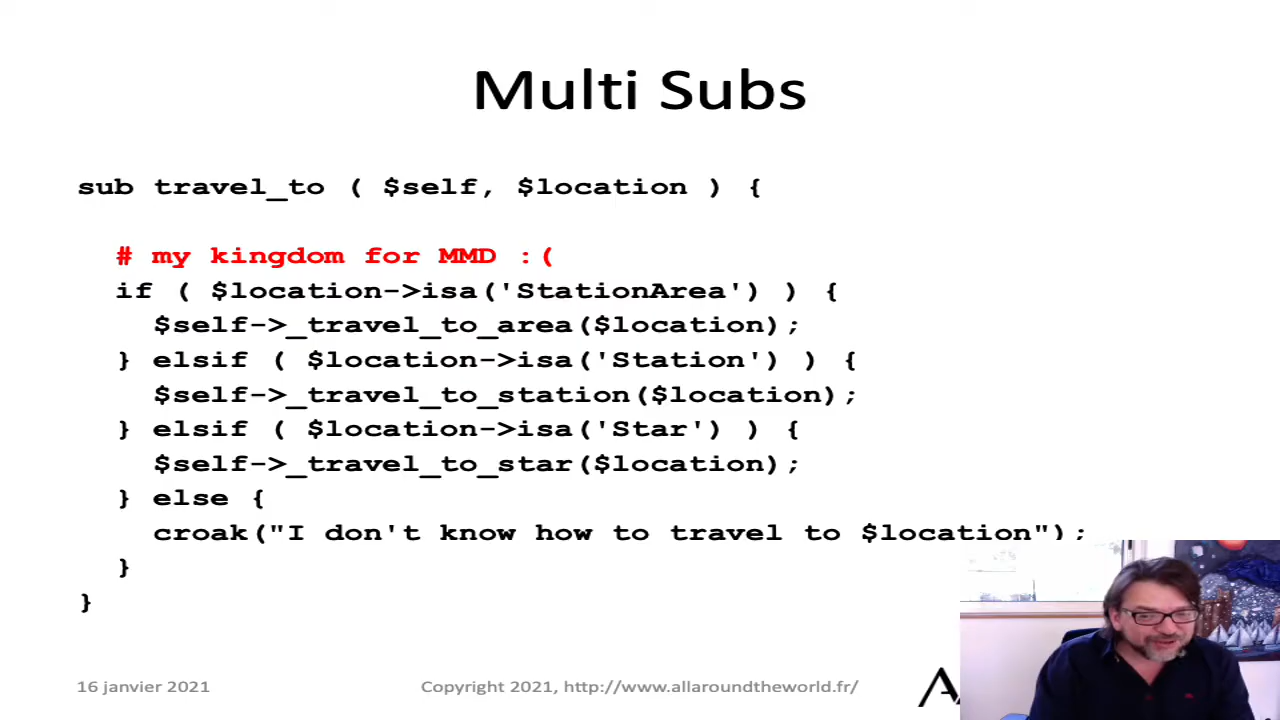 Multi Subs
sub travel_to ( $self, $location ) {
# my kingdom for MMD :(
if ( $location->isa('StationArea') ) {
$self->_travel_to_area($location);
} elsif ( $location->isa('Station') ) {
$self->_travel_to_station($location);
} elsif ( $location->isa('Star') ) {
$self->_travel_to_star($location);
} else {
croak("I don't know how to travel to $location");
}
}
16 janvier 2021
Copyright 2021, http://www.allaroundtheworld.fr/